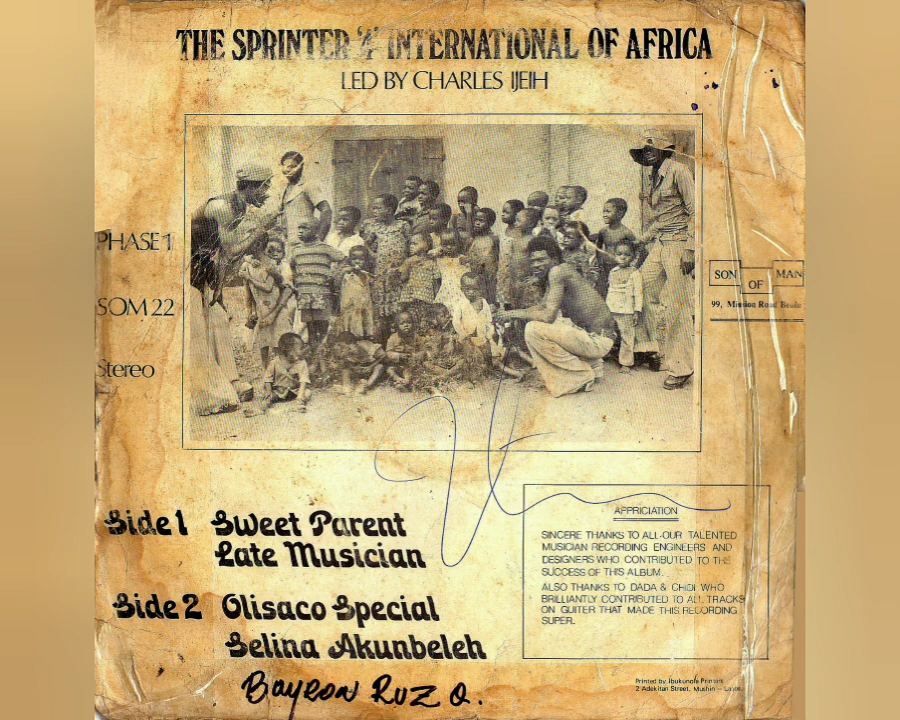 THE SPRINTER '4' INTERNATIONAL OF AFRICA
LED BY CHARLES IJEIH
PHASE 1
SOM 22
Stereo
SON OF MAN
99, Mission Road Benin
Side 1 Sweet Parent
Late Musician
Side 2 Olisaco Special
Selina Akunbeleh
Bayron Ruz Q.
APPRICIATION
SINCERE THANKS TO ALL OUR TALENTED
MUSICIAN RECORDING ENGINEERS AND
DESIGNERS WHO CONTRIBUTED TO THE
SUCCESS OF THIS ALBUM.
ALSO THANKS TO DADA & CHIDI WHO
BRILLIANTLY CONTRIBUTED TO ALL TRACKS
ON GUITER THAT MADE THIS RECORDING
SUPER.
Printed by Ibukunola Printers
2 Adekitan Street, Mushin - Lagos.